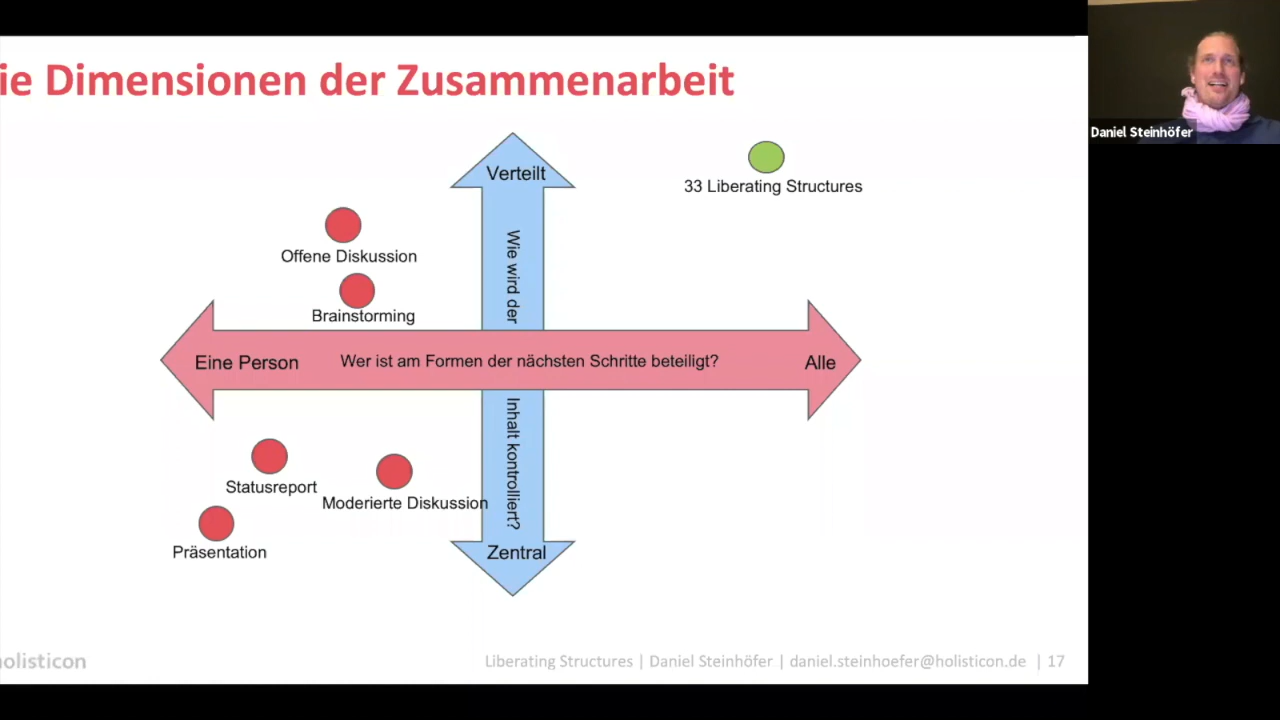 ie Dimensionen der Zusammenarbeit
Daniel Steinhöfer
Verteilt
33 Liberating Structures
Offene Diskussion
Brainstorming
Wie wird der
Eine Person
Wer ist am Formen der nächsten Schritte beteiligt?
Alle
Inhalt kontrolliert?
Statusreport
Moderierte Diskussion
Präsentation
Zentral
holisticon
Liberating Structures | Daniel Steinhöfer | daniel.steinhoefer@holisticon.de | 17